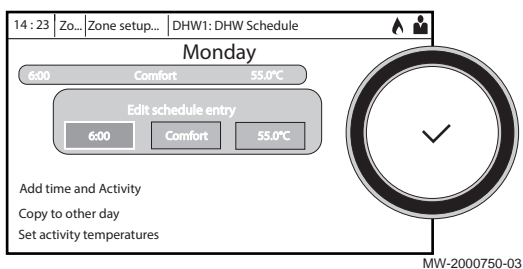 14 : 23 Zo... Zone setup... DHW1: DHW Schedule
Monday
6:00 Comfort 55.0°C
Edit schedule entry
6:00 Comfort 55.0°C
Add time and Activity
Copy to other day
Set activity temperatures
MW-2000750-03